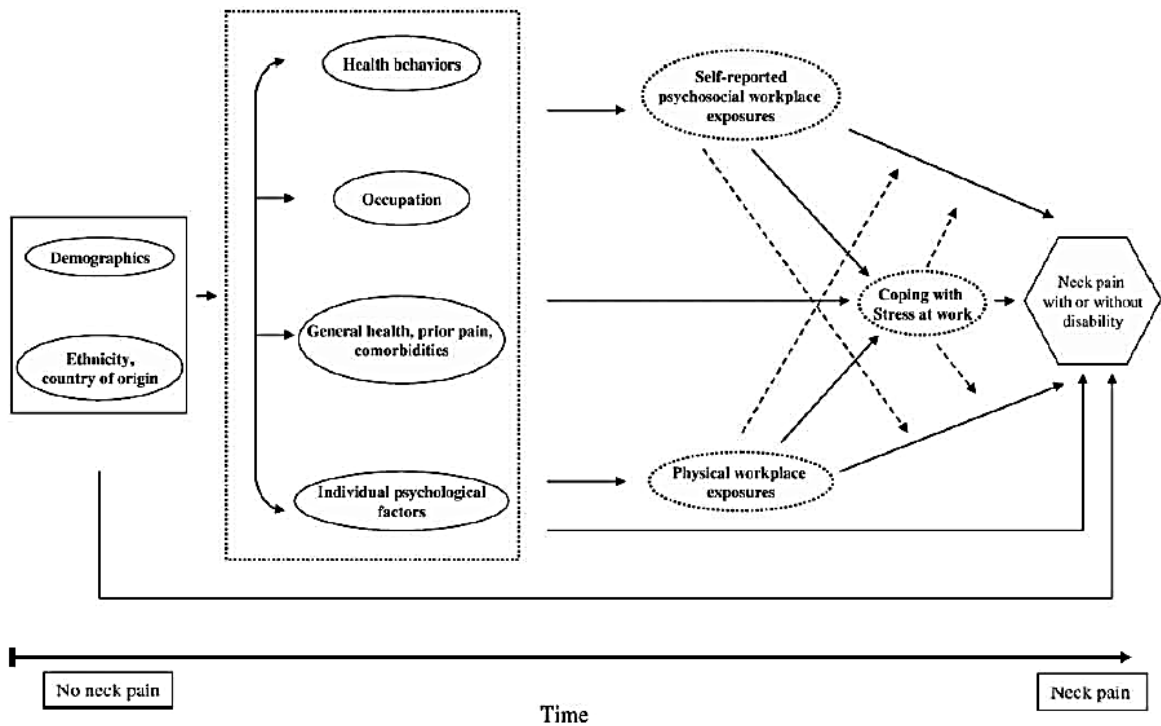 Health behaviors
Occupation
General health, prior pain,
comorbidities
Individual psychological
factors
Demographics
Ethnicity,
country of origin
Self-reported
psychosocial workplace
exposures
Coping with
Stress at work
Physical workplace
exposures
Neck pain
with or without
disability
No neck pain
Time
Neck pain